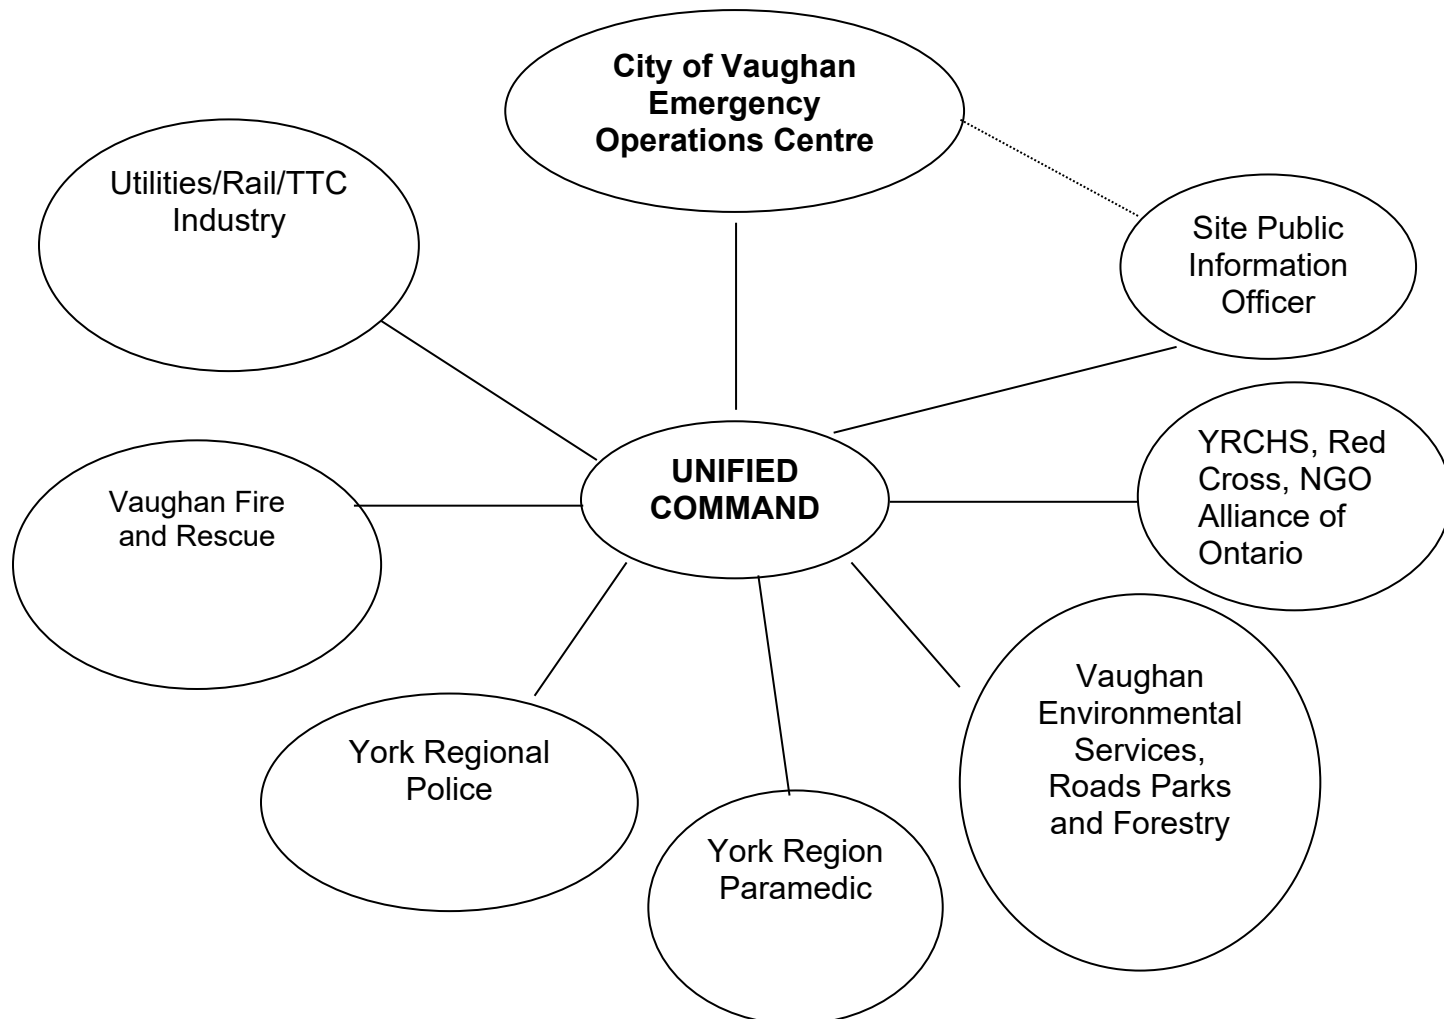 City of Vaughan
Emergency
Operations Centre
Utilities/Rail/TTC
Industry
Site Public
Information
Officer
UNIFIED
COMMAND
YRCHS, Red
Cross, NGO
Alliance of
Ontario
Vaughan Fire
and Rescue
Vaughan
Environmental
Services,
Roads Parks
and Forestry
York Regional
Police
York Region
Paramedic